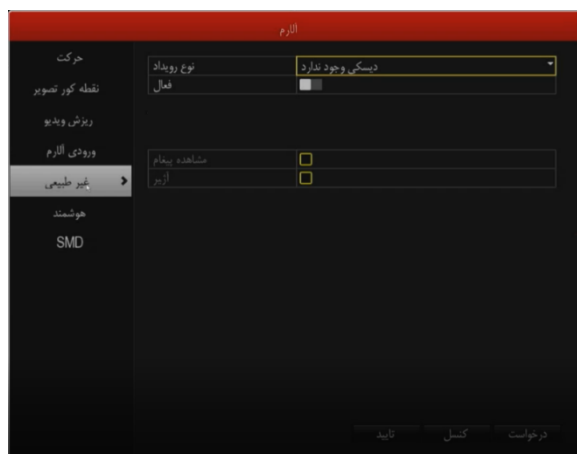 آلارم
حرکت
نقطه کور تصویر
ریزش ویدیو
ورودی آلارم
غیر طبیعی
هوشمند
SMD
نوع رویداد
دیسکی وجود ندارد
فعال
مشاهده پیغام
آژیر
درخواست
کنسل
تایید